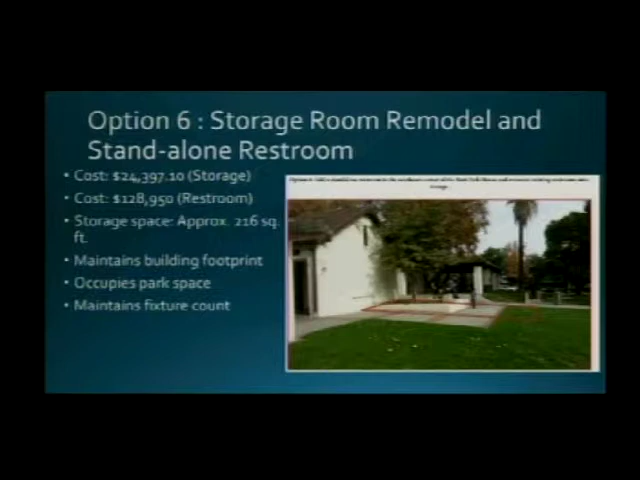 Option 6 : Storage Room Remodel and
Stand-alone Restroom
• Cost: $24,397.10 (Storage)
• Cost: $128,950 (Restroom)
• Storage space: Approx. 216 sq.
ft.
• Maintains building footprint
• Occupies park space
• Maintains fixture count